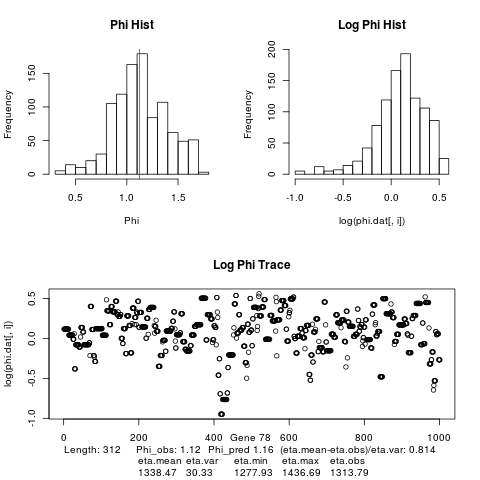 Phi Hist
Log Phi Hist
Frequency
0 50 100 150
0.5 1.0 1.5
Phi
Frequency
0 50 100 150 200
-1.0 -0.5 0.0 0.5
log(phi.dat[, i])
Log Phi Trace
log(phi.dat[, i])
-1.0 -0.5 0.0 0.5
0 200 400 600 800 1000
Gene 78
Length: 312 Phi_obs: 1.12 Phi_pred 1.16 (eta.mean-eta.obs)/eta.var: 0.814
eta.mean eta.var eta.min eta.max eta.obs
1338.47 30.33 1277.93 1436.69 1313.79